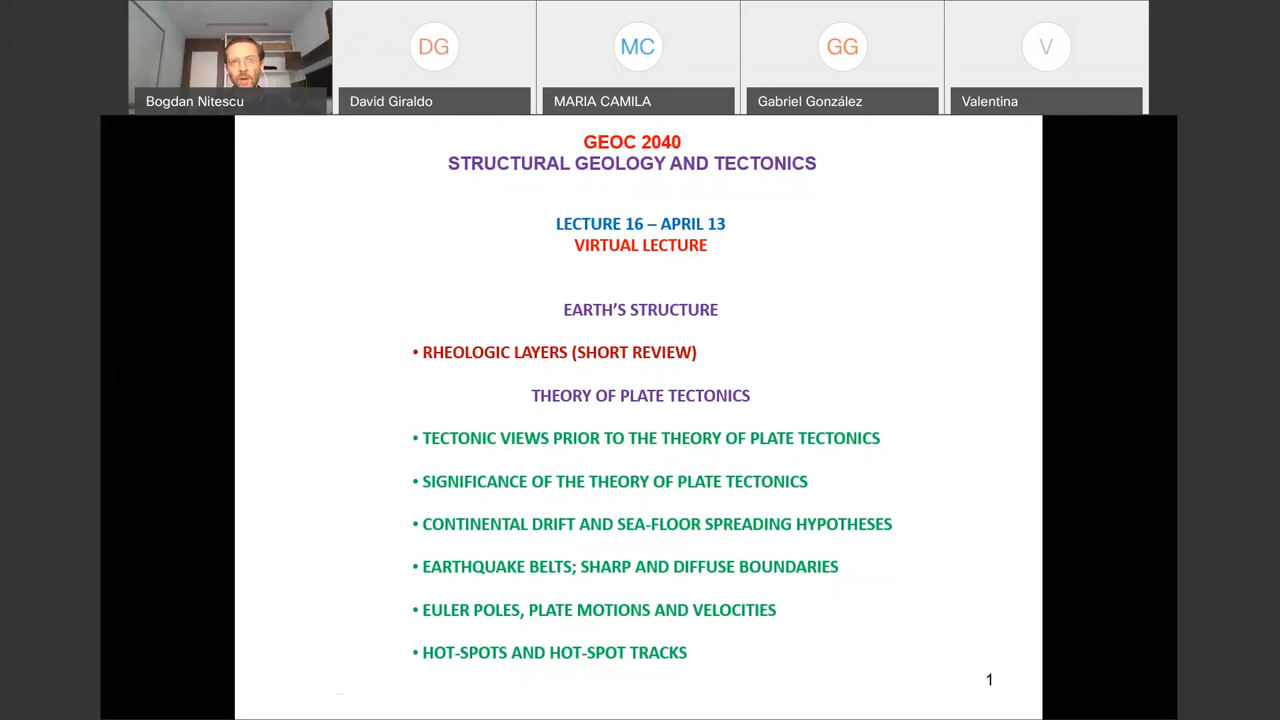 DG
MC
GG
V
Bogdan Nitescu
David Giraldo
MARIA CAMILA
Gabriel González
Valentina
GEOC 2040
STRUCTURAL GEOLOGY AND TECTONICS
LECTURE 16 – APRIL 13
VIRTUAL LECTURE
EARTH'S STRUCTURE
• RHEOLOGIC LAYERS (SHORT REVIEW)
THEORY OF PLATE TECTONICS
• TECTONIC VIEWS PRIOR TO THE THEORY OF PLATE TECTONICS
• SIGNIFICANCE OF THE THEORY OF PLATE TECTONICS
• CONTINENTAL DRIFT AND SEA-FLOOR SPREADING HYPOTHESES
• EARTHQUAKE BELTS; SHARP AND DIFFUSE BOUNDARIES
• EULER POLES, PLATE MOTIONS AND VELOCITIES
• HOT-SPOTS AND HOT-SPOT TRACKS
1